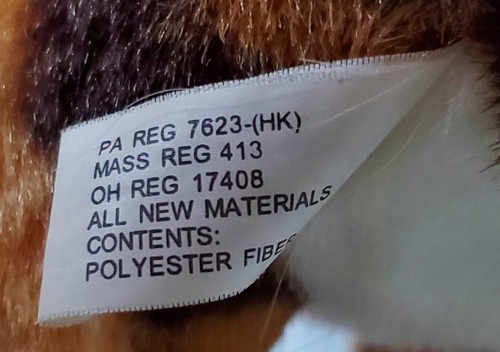 PA REG 7623-(HK)
MASS REG 413
OH REG 17408
ALL NEW MATERIALS
CONTENTS:
POLYESTER FIBE